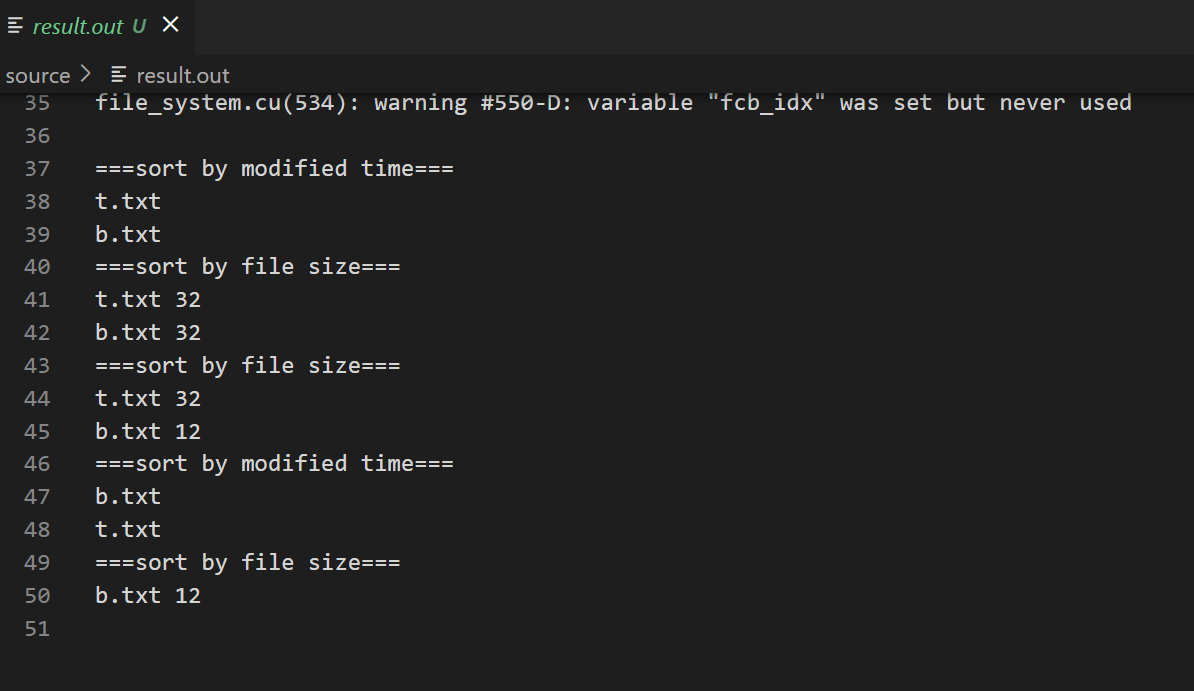 result.out U
source > result.out
35 file_system.cu(534): warning #550-D: variable "fcb_idx" was set but never used
36
37 ===sort by modified time===
38 t.txt
39 b.txt
40 ===sort by file size===
41 t.txt 32
42 b.txt 32
43 ===sort by file size===
44 t.txt 32
45 b.txt 12
46 ===sort by modified time===
47 b.txt
48 t.txt
49 ===sort by file size===
50 b.txt 12
51